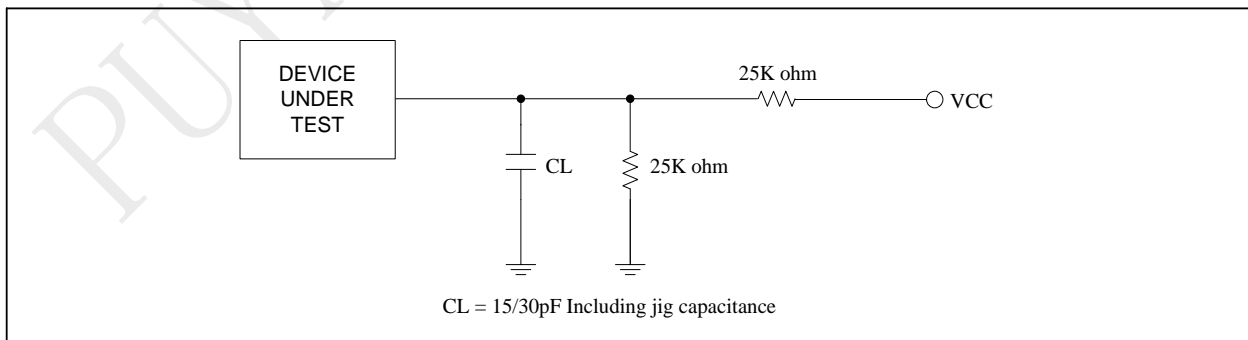 DEVICE
UNDER
TEST
25K ohm
VCC
CL
25K ohm
CL = 15/30pF Including jig capacitance